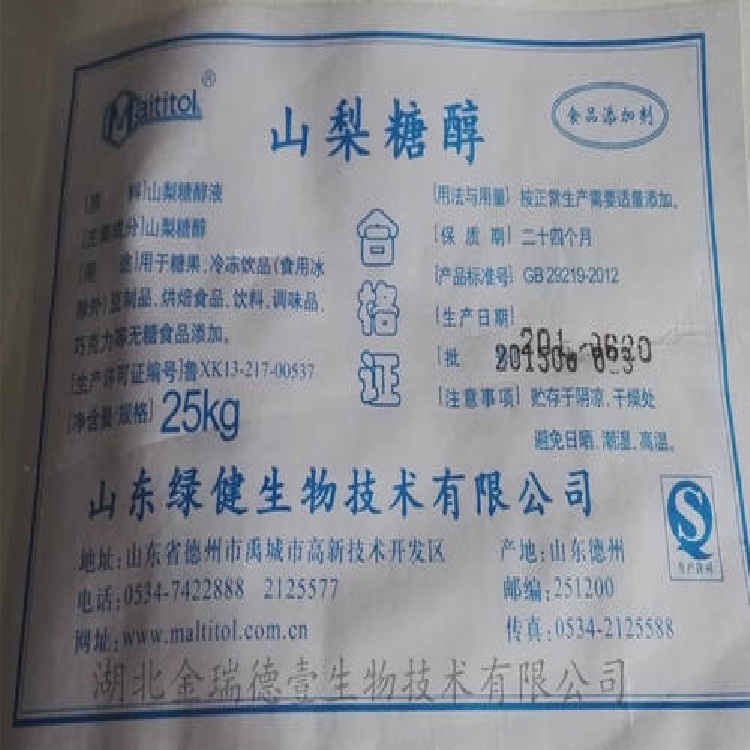 Maltitol®
山梨糖醇
食品添加剂
[原 料]山梨糖醇液
[主要成分]山梨糖醇
[用 途]用于糖果、冷冻饮品(食用冰
除外)豆制品、烘焙食品、饮料、调味品、
巧克力等无糖食品添加。
[生产许可证编号]鲁XK13-217-00537
[净含量/规格] 25kg
合格证
[用法与用量] 按正常生产需要适量添加。
[保 质 期] 二十四个月
[产品标准号] GB 29219-2012
[生产日期]
[批
[注意事项] 贮存于阴凉、干燥处
避免日晒、潮湿、高温。
山东绿健生物技术有限公司
地址:山东省德州市禹城市高新技术开发区
产地:山东德州
电话:0534-7422888 2125577
邮编:251200
网址:www.maltitol.com.cn
传真:0534-2125588
QS
生产许可
湖北金瑞德壹生物技术有限公司